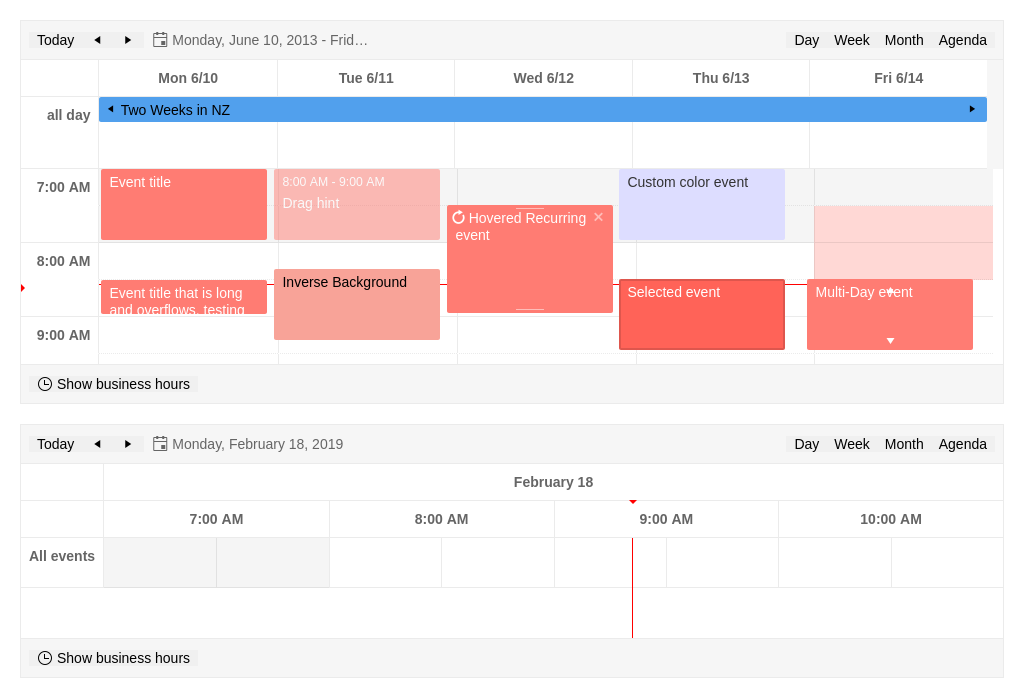 Today
Monday, June 10, 2013 - Frid…
Day Week Month Agenda
Mon 6/10 Tue 6/11 Wed 6/12 Thu 6/13 Fri 6/14
all day
Two Weeks in NZ
7:00 AM
Event title
8:00 AM - 9:00 AM
Drag hint
Hovered Recurring
event
Custom color event
8:00 AM
Event title that is long
and overflows, testing
Inverse Background
Selected event
Multi-Day event
9:00 AM
Show business hours
Today
Monday, February 18, 2019
Day Week Month Agenda
February 18
7:00 AM 8:00 AM 9:00 AM 10:00 AM
All events
Show business hours